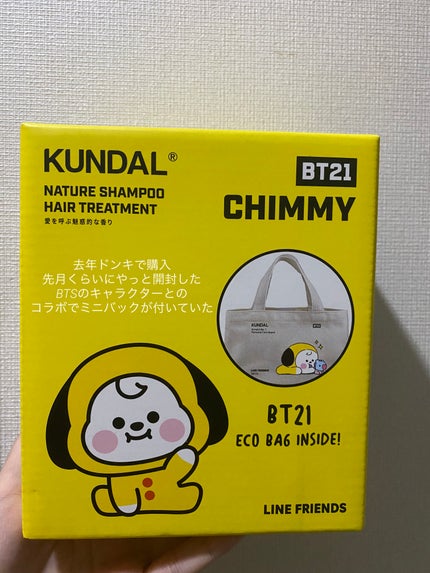 KUNDAL®
NATURE SHAMPOO
HAIR TREATMENT
愛を呼ぶ魅惑的な香り
BT21
CHIMMY
去年ドンキで購入
先月くらいにやっと開封した
BTSのキャラクターとの
コラボでミニバックが付いていた
KUNDAL
BT21
LINE FRIENDS
BT21
ECO BAG INSIDE!
LINE FRIENDS